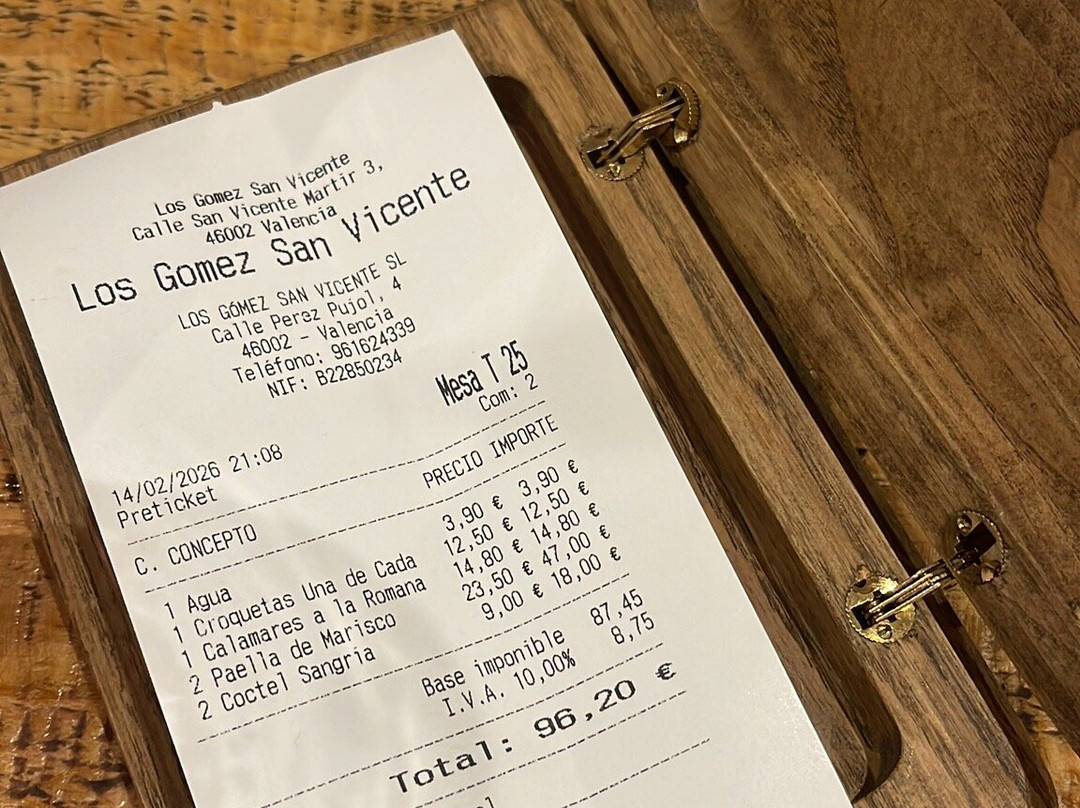 Los Gomez San Vicente
Calle San Vicente Martir 3,
46002 Valencia
Los Gomez San Vicente
LOS GÓMEZ SAN VICENTE SL
Calle Perez Pujol, 4
46002 - Valencia
Teléfono: 961624339
NIF: B22850234
Mesa T 25
Com: 2
14/02/2026 21:08
Preticket
C. CONCEPTO PRECIO IMPORTE
1 Agua 3,90 € 3,90 €
1 Croquetas Una de Cada 12,50 € 12,50 €
1 Calamares a la Romana 14,80 € 14,80 €
2 Paella de Marisco 23,50 € 47,00 €
2 Coctel Sangria 9,00 € 18,00 €
Base imponible 87,45
I.V.A. 10,00% 8,75
Total: 96,20 €